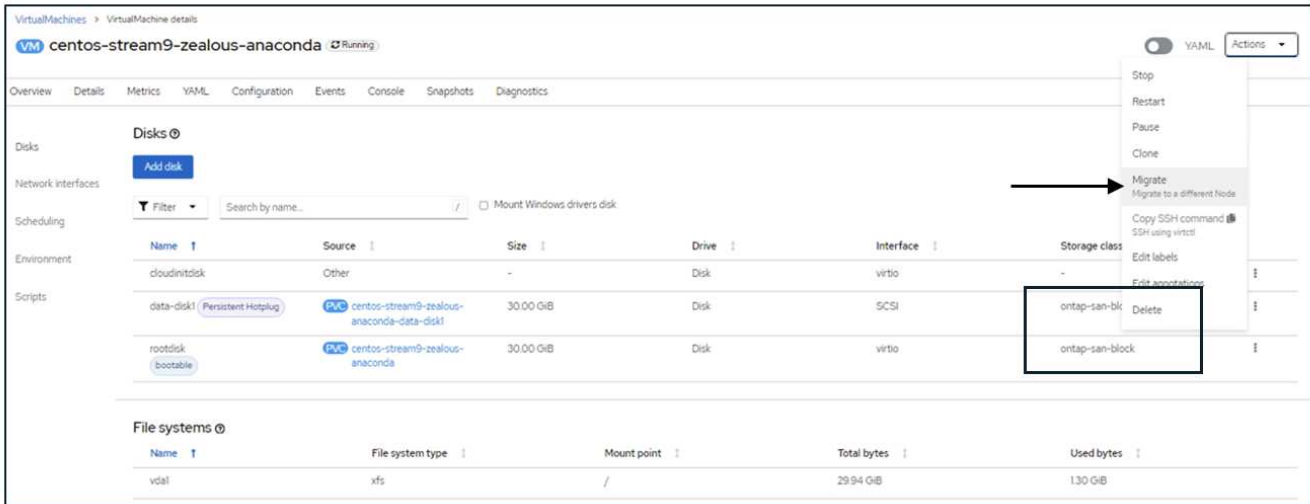 VirtualMachines > VirtualMachine details
VM centos-stream9-zealous-anaconda Running
YAML Actions
Overview Details Metrics YAML Configuration Events Console Snapshots Diagnostics
Stop
Restart
Pause
Clone
Migrate
Migrate to a different Node
Copy SSH command
SSH using virtctl
Edit labels
Edit annotations
Delete
Disks
Network interfaces
Scheduling
Environment
Scripts
Disks
Add disk
Filter Search by name... / Mount Windows drivers disk
Name Source Size Drive Interface Storage class
cloudinitdisk Other - Disk virtio -
data-disk1 Persistent Hotplug PVC centos-stream9-zealous- 30.00 GiB Disk SCSI ontap-san-blo
anaconda-data-disk1
rootdisk PVC centos-stream9-zealous- 30.00 GiB Disk virtio ontap-san-block
bootable anaconda
File systems
Name File system type Mount point Total bytes Used bytes
vda1 xfs / 29.94 GiB 1.30 GiB